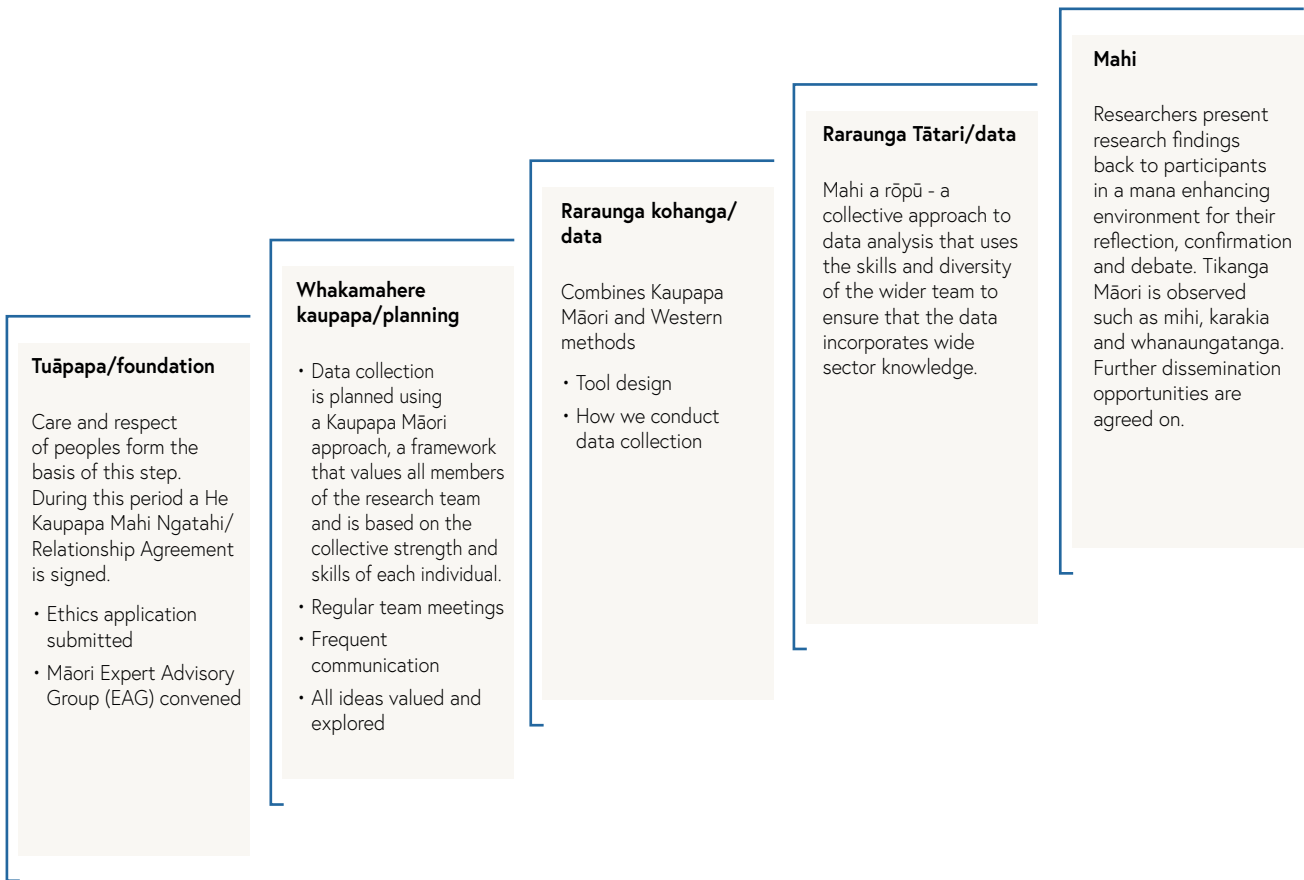 Tuāpapa/foundation
Care and respect
of peoples form the
basis of this step.
During this period a He
Kaupapa Mahi Ngatahi/
Relationship Agreement
is signed.
• Ethics application
submitted
• Māori Expert Advisory
Group (EAG) convened
Whakamahere
kaupapa/planning
• Data collection
is planned using
a Kaupapa Māori
approach, a framework
that values all members
of the research team
and is based on the
collective strength and
skills of each individual.
• Regular team meetings
• Frequent
communication
• All ideas valued and
explored
Raraunga kohanga/
data
Combines Kaupapa
Māori and Western
methods
• Tool design
• How we conduct
data collection
Raraunga Tātari/data
Mahi a rōpū - a
collective approach to
data analysis that uses
the skills and diversity
of the wider team to
ensure that the data
incorporates wide
sector knowledge.
Mahi
Researchers present
research findings
back to participants
in a mana enhancing
environment for their
reflection, confirmation
and debate. Tikanga
Māori is observed
such as mihi, karakia
and whanaungatanga.
Further dissemination
opportunities are
agreed on.